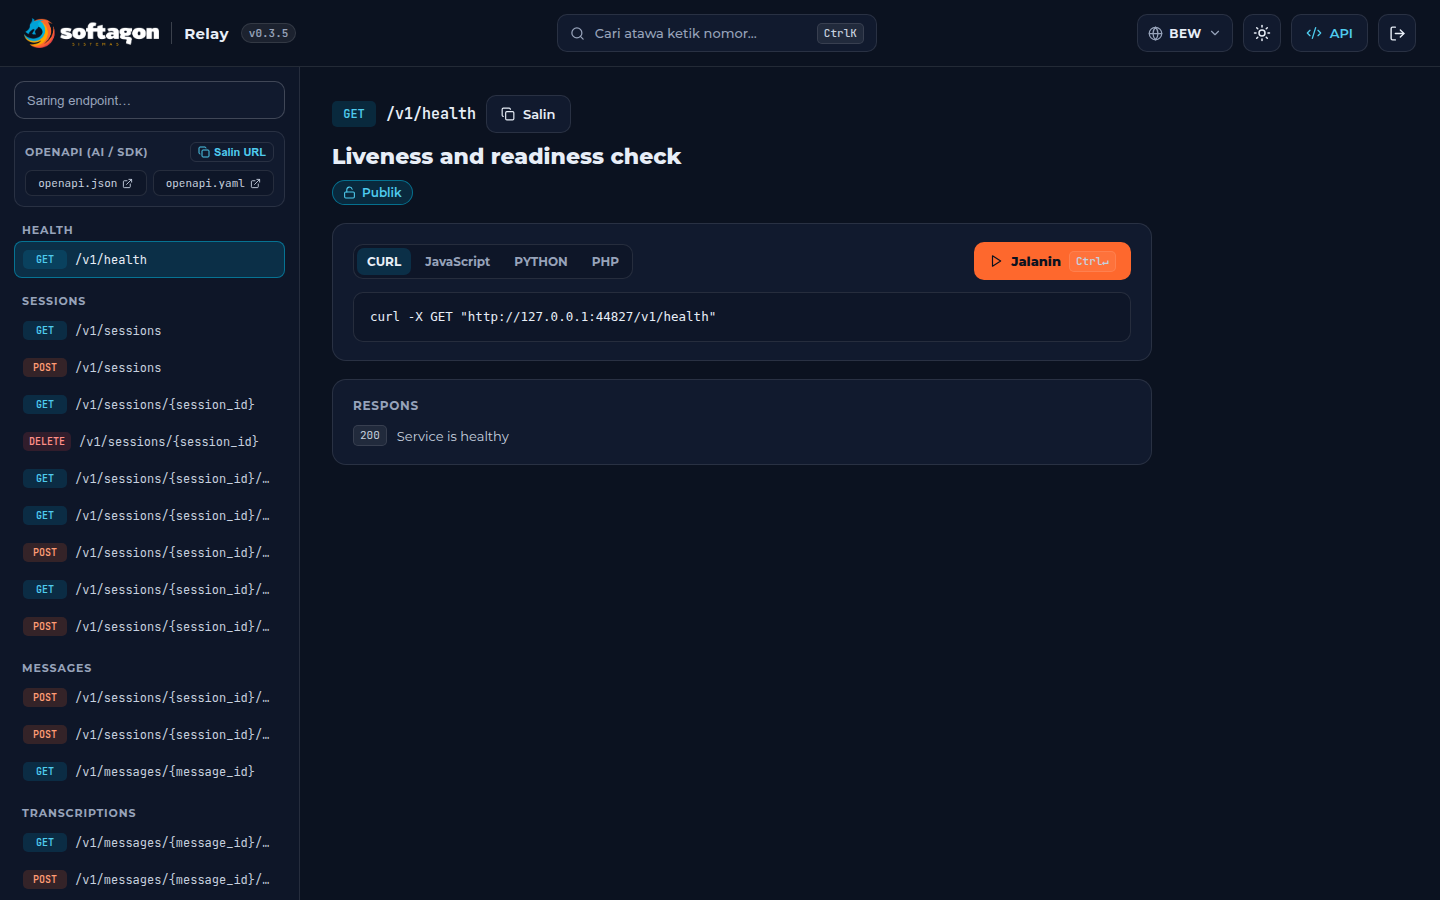 softagon
SISTEMAS
Relay
v0.3.5
Cari atawa ketik nomor...
CtrlK
BEW
API
Saring endpoint...
OPENAPI (AI / SDK)
Salin URL
openapi.json
openapi.yaml
HEALTH
GET /v1/health
SESSIONS
GET /v1/sessions
POST /v1/sessions
GET /v1/sessions/{session_id}
DELETE /v1/sessions/{session_id}
GET /v1/sessions/{session_id}/…
GET /v1/sessions/{session_id}/…
POST /v1/sessions/{session_id}/…
GET /v1/sessions/{session_id}/…
POST /v1/sessions/{session_id}/…
MESSAGES
POST /v1/sessions/{session_id}/…
POST /v1/sessions/{session_id}/…
GET /v1/messages/{message_id}
TRANSCRIPTIONS
GET /v1/messages/{message_id}/…
POST /v1/messages/{message_id}/…
GET /v1/health Salin
Liveness and readiness check
Publik
CURL JavaScript PYTHON PHP
Jalanin Ctrl↵
curl -X GET "http://127.0.0.1:44827/v1/health"
RESPONS
200 Service is healthy